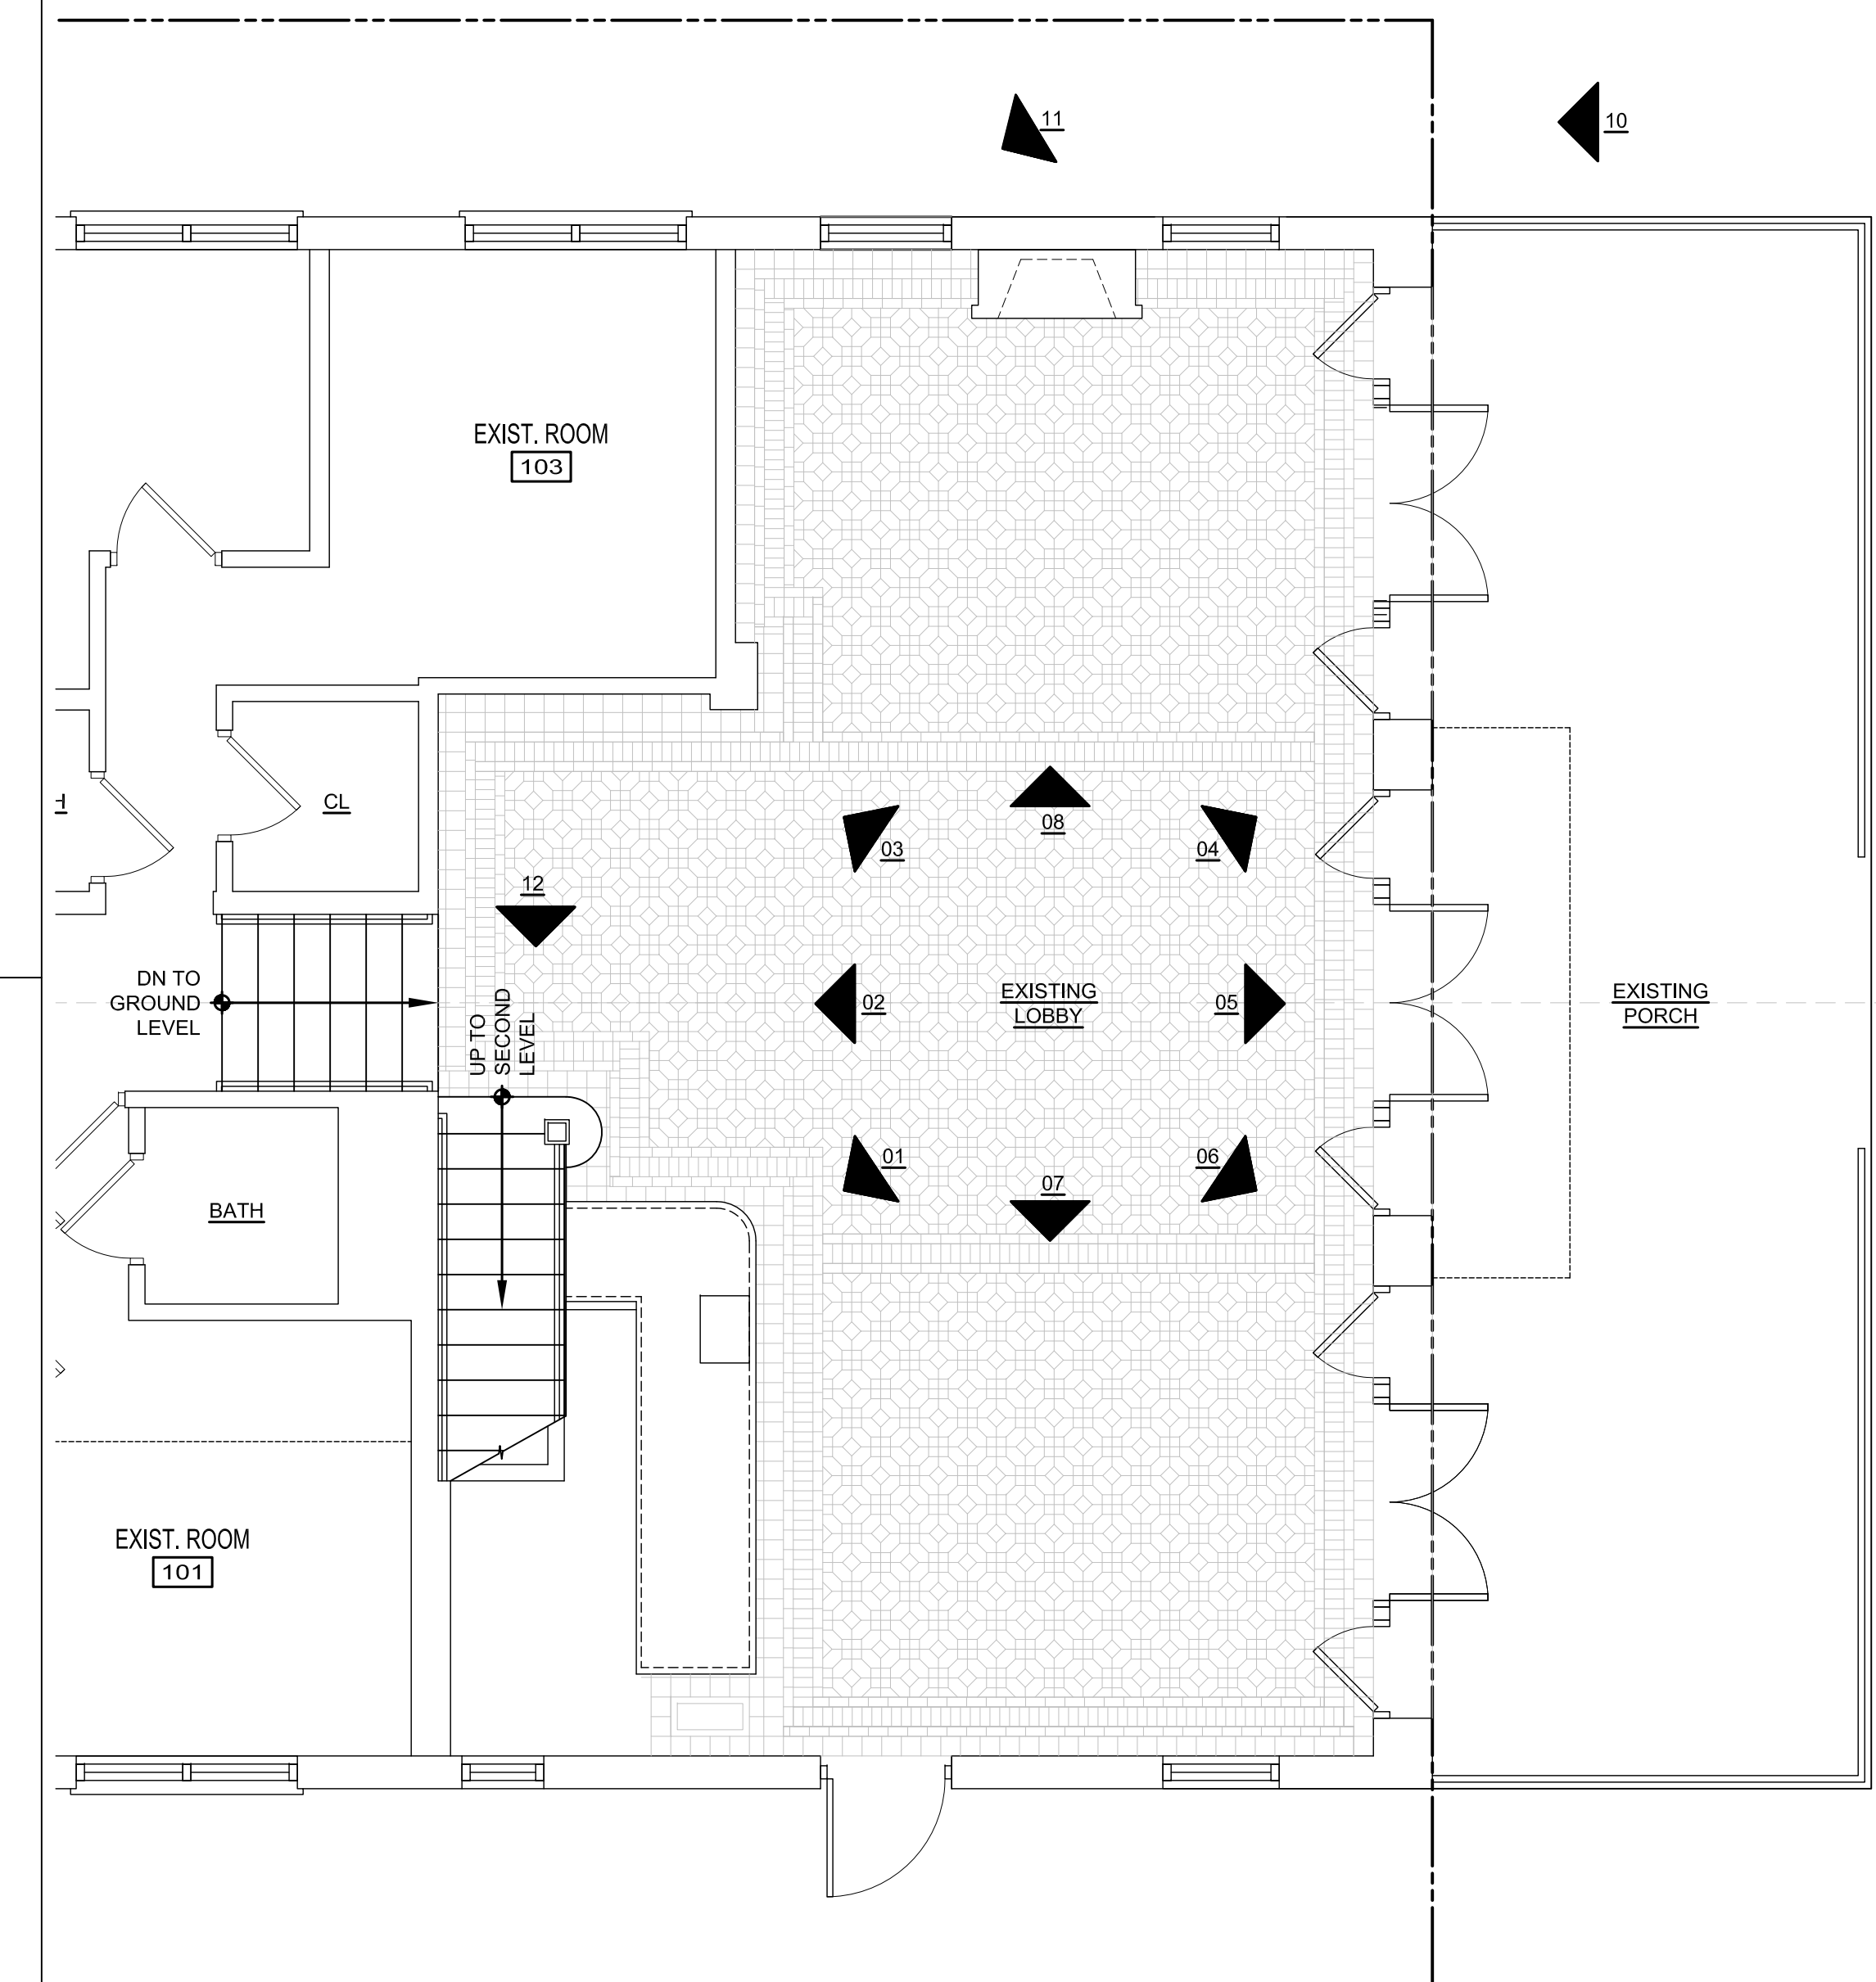 11
10
EXIST. ROOM
103
CL
08
03
04
12
DN TO
GROUND
LEVEL
UP TO
SECOND
LEVEL
02
EXISTING
LOBBY
05
EXISTING
PORCH
01
06
07
BATH
EXIST. ROOM
101